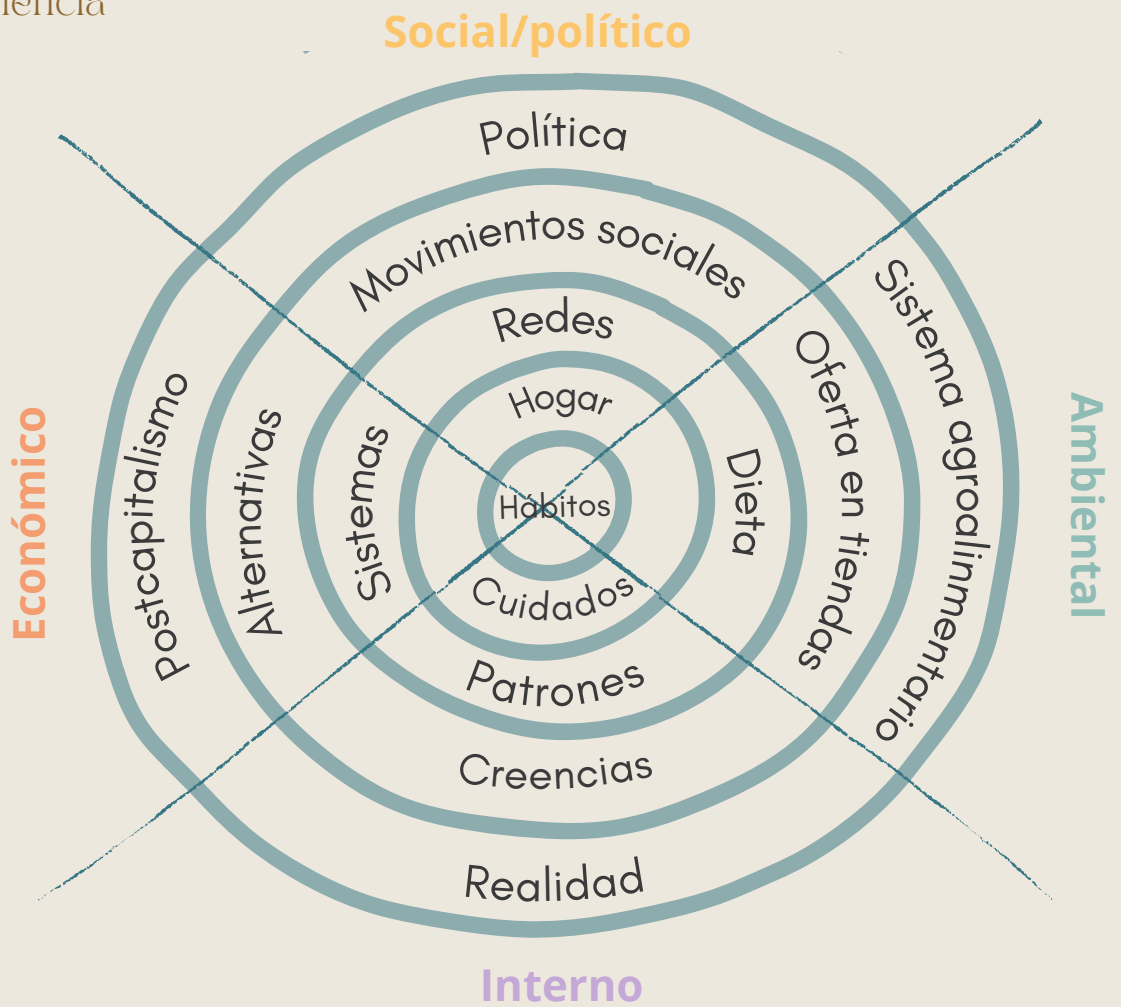 Social/político
Política
Movimientos sociales
Redes
Hogar
Hábitos
Cuidados
Patrones
Creencias
Realidad
Interno
Económico
Postcapitalismo
Alternativas
Sistemas
Dieta
Oferta en tiendas
Sistema agroalinmentario
Ambiental